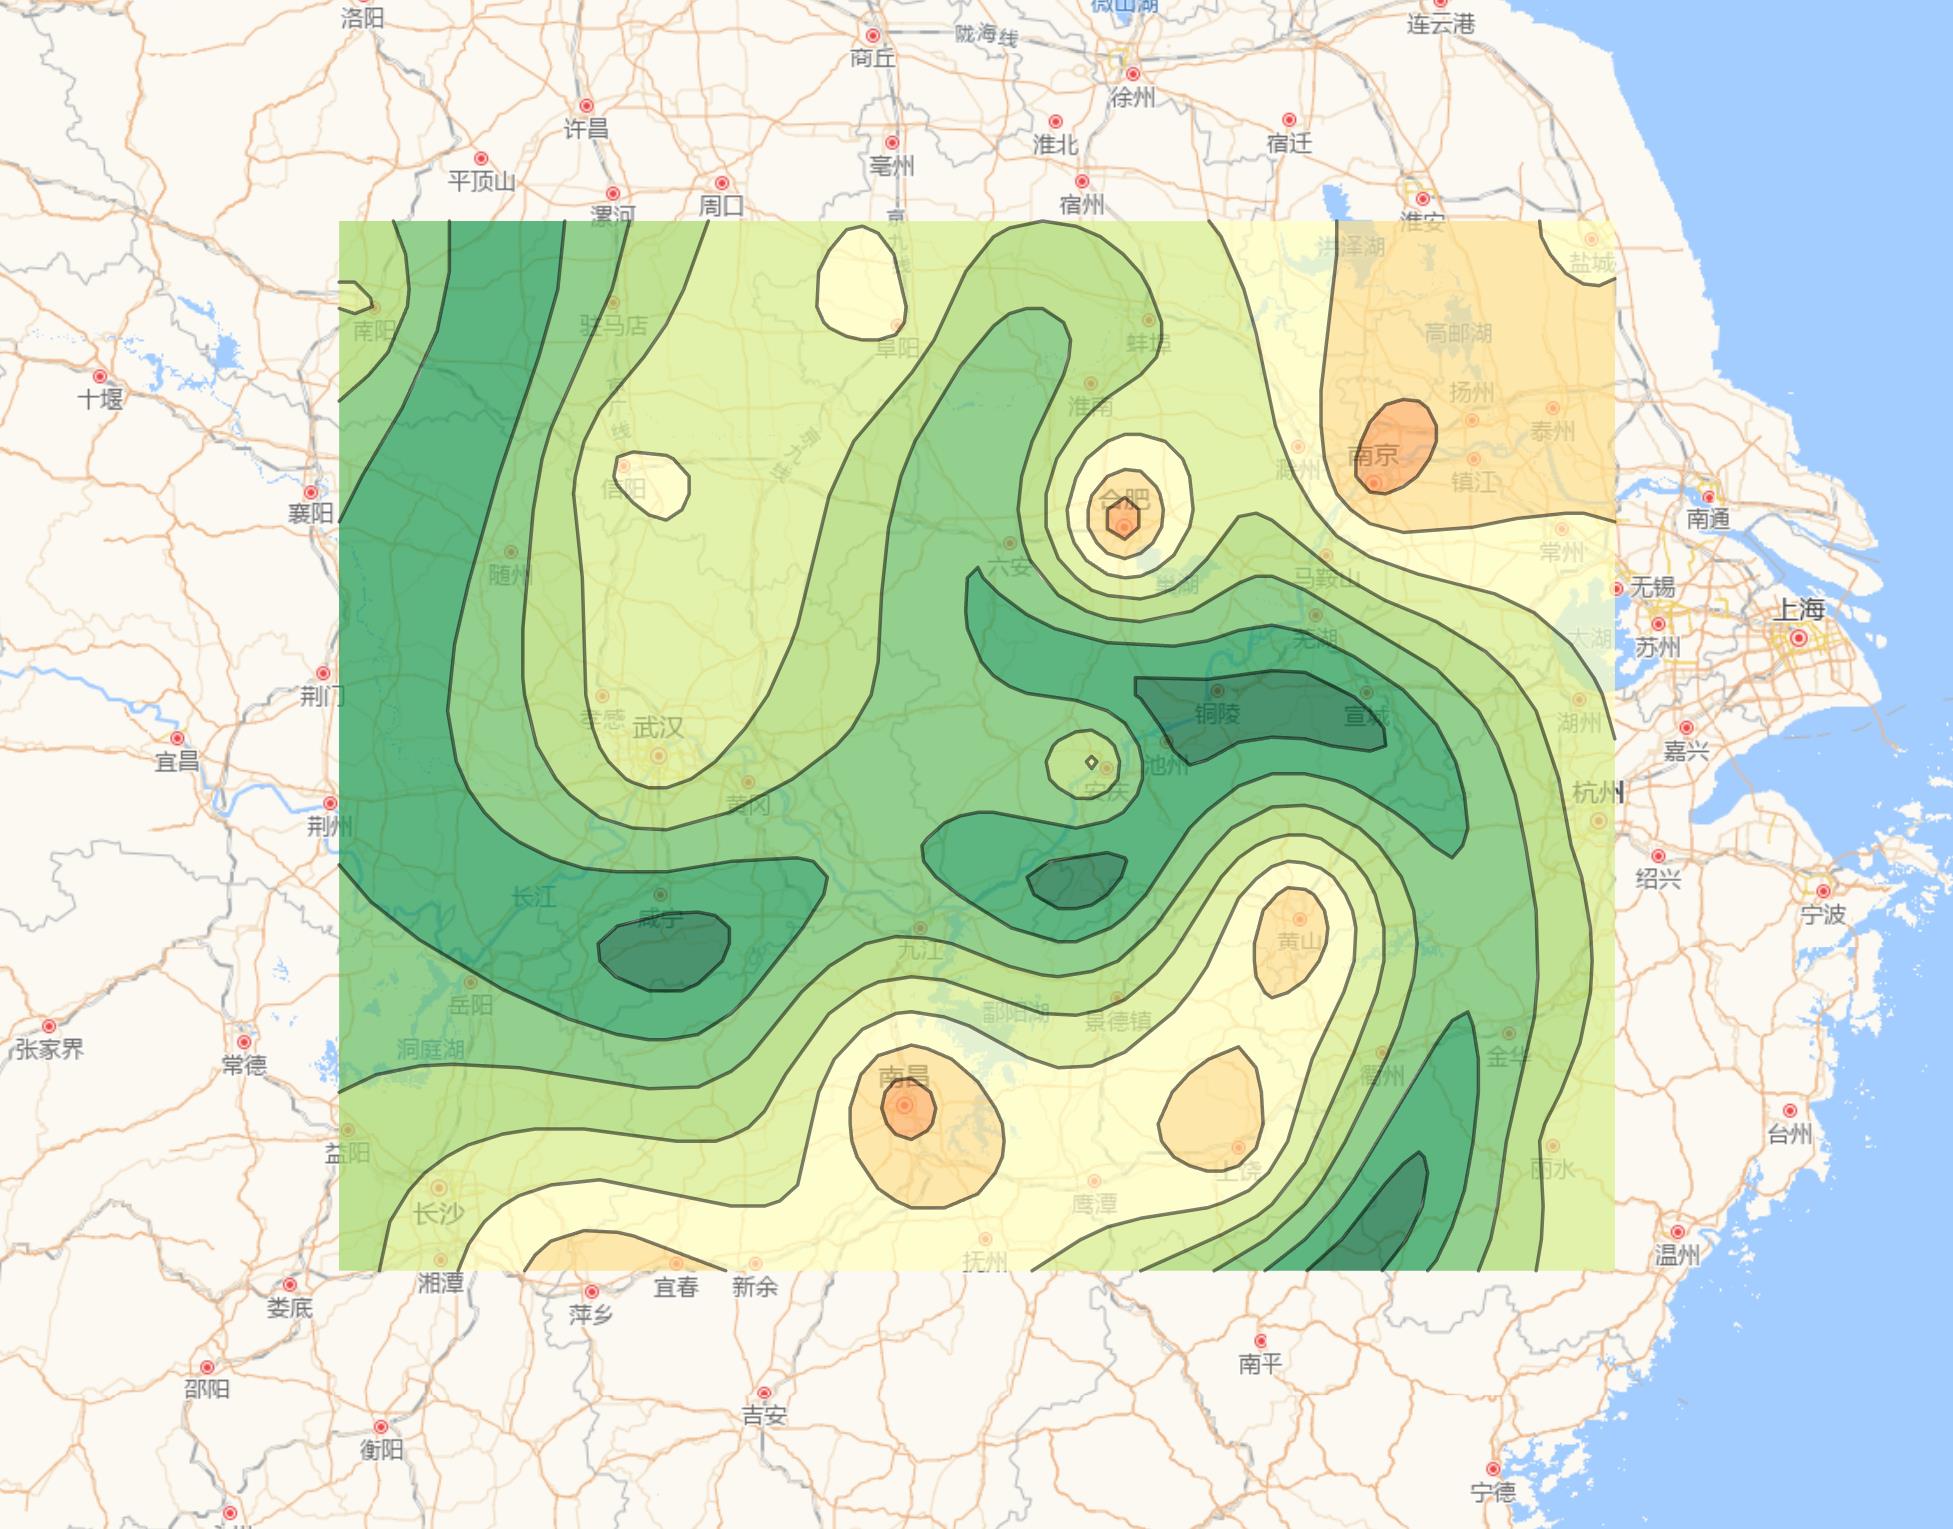 微山湖
洛阳
连云港
陇海线
商丘
徐州
许昌
淮北
宿迁
亳州
平顶山
周口
宿州
漯河
淮安
京九线
洪泽湖
盐城
南阳
驻马店
蚌埠
高邮湖
阜阳
十堰
淮南
扬州
京广线
泰州
京九线
南京
滁州
镇江
信阳
合肥
襄阳
南通
常州
六安
随州
巢湖
马鞍山
无锡
上海
芜湖
太湖
苏州
荆门
孝感
武汉
铜陵
宣城
湖州
嘉兴
宜昌
池州
安庆
杭州
黄冈
荆州
绍兴
长江
宁波
咸宁
九江
黄山
岳阳
鄱阳湖
景德镇
张家界
洞庭湖
常德
金华
南昌
衢州
台州
益阳
丽水
上饶
鹰潭
长沙
温州
抚州
湘潭
宜春
新余
娄底
萍乡
南平
邵阳
吉安
衡阳
宁德